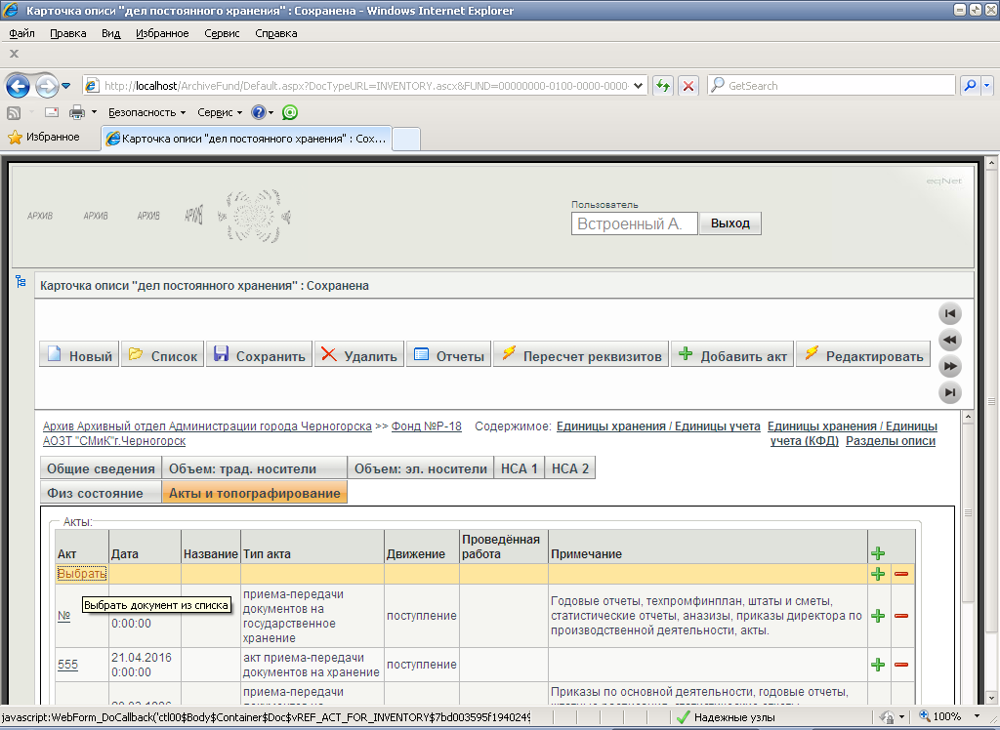 Карточка описи "дел постоянного хранения" : Сохранена - Windows Internet Explorer
Файл Правка Вид Избранное Сервис Справка
http://localhost/ArchiveFund/Default.aspx?DocTypeURL=INVENTORY.ascx&FUND=00000000-0100-0000-0000-
GetSearch
Безопасность Сервис
Избранное
Карточка описи "дел постоянного хранения" : Сох...
eqNet
АРХИВ АРХИВ АРХИВ АРХИВ
Пользователь
Встроенный А. Выход
Карточка описи "дел постоянного хранения" : Сохранена
Новый Список Сохранить Удалить Отчеты Пересчет реквизитов Добавить акт Редактировать
Архив Архивный отдел Администрации города Черногорска >> Фонд №Р-18
АОЗТ "СМиК"г.Черногорск
Содержимое: Единицы хранения / Единицы учета Единицы хранения / Единицы
учета (КФД) Разделы описи
Общие сведения Объем: трад. носители Объем: эл. носители НСА 1 НСА 2
Физ состояние Акты и топографирование
Акты:
Акт Дата Название Тип акта Движение Проведённая работа Примечание
Выбрать
Выбрать документ из списка
№
0:00:00
приема-передачи
документов на
государственное
хранение
поступление
Годовые отчеты, техпромфинплан, штаты и сметы,
статистические отчеты, аназизы, приказы директора по
производственной деятельности, акты.
555
21.04.2016
0:00:00
акт приема-передачи
документов на хранение
поступление
приема-передачи
Приказы по основной деятельности, годовые отчеты,
javascript:WebForm_DoCallback('ctl00$Body$Container$Doc$vREF_ACT_FOR_INVENTORY$7bd003595f194024
Надежные узлы
100%